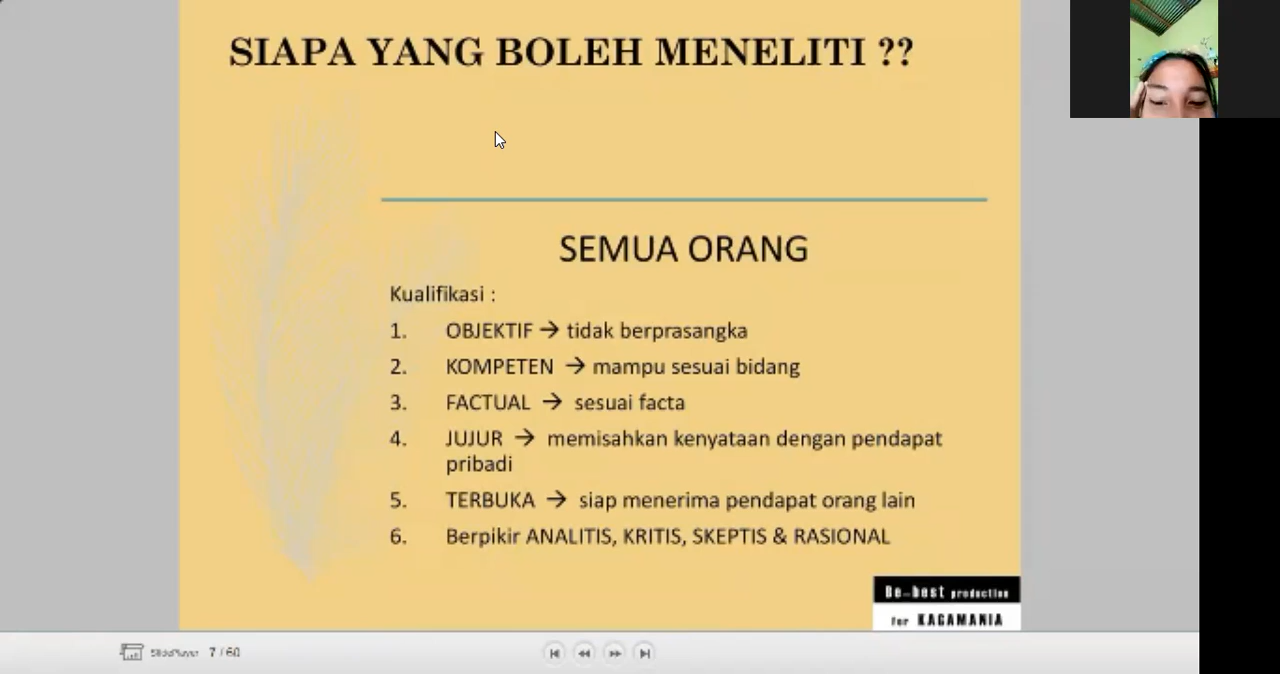 SIAPA YANG BOLEH MENELITI ??
SEMUA ORANG
Kualifikasi :
1. OBJEKTIF → tidak berprasangka
2. KOMPETEN → mampu sesuai bidang
3. FACTUAL → sesuai facta
4. JUJUR → memisahkan kenyataan dengan pendapat
pribadi
5. TERBUKA → siap menerima pendapat orang lain
6. Berpikir ANALITIS, KRITIS, SKEPTIS & RASIONAL
Be-best production
for KAGAMANIA
SlidePlayer 7 / 60